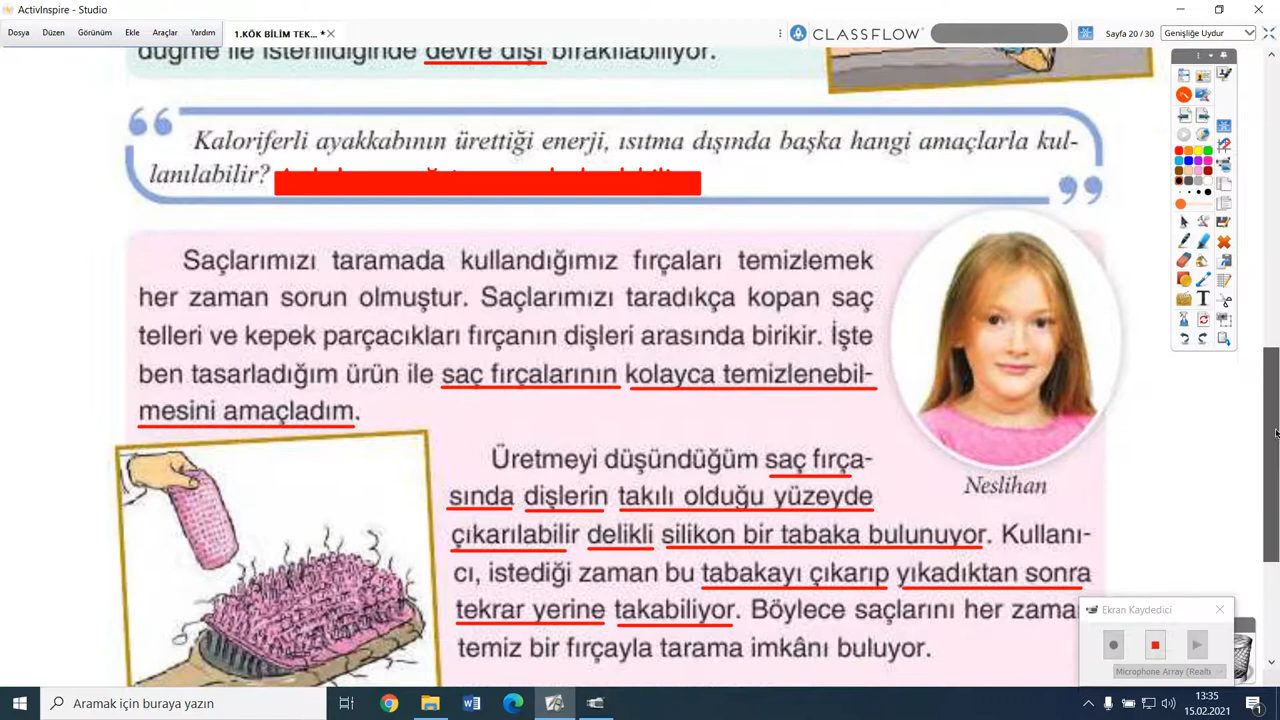 ActivInspire - Studio
Dosya Düzen Görünüm Ekle Araçlar Yardım
1.KÖK BİLİM TEK... *
CLASSFLOW
Sayfa 20 / 30
Genişliğe Uydur
düğme ile istenildiğinde devre dışı bırakılabiliyor.
Kaloriferli ayakkabının ürettiği enerji, ısıtma dışında başka hangi amaçlarla kul-
lanılabilir?
Saçlarımızı taramada kullandığımız fırçaları temizlemek
her zaman sorun olmuştur. Saçlarımızı taradıkça kopan saç
telleri ve kepek parçacıkları fırçanın dişleri arasında birikir. İşte
ben tasarladığım ürün ile saç fırçalarının kolayca temizlenebil-
mesini amaçladım.
Üretmeyi düşündüğüm saç fırça-
sında dişlerin takılı olduğu yüzeyde
çıkarılabilir delikli silikon bir tabaka bulunuyor. Kullanı-
cı, istediği zaman bu tabakayı çıkarıp yıkadıktan sonra
tekrar yerine takabiliyor. Böylece saçlarını her zama
temiz bir fırçayla tarama imkânı buluyor.
Neslihan
Ekran Kaydedici
Microphone Array (Realt
Aramak için buraya yazın
13:35
15.02.2021
1